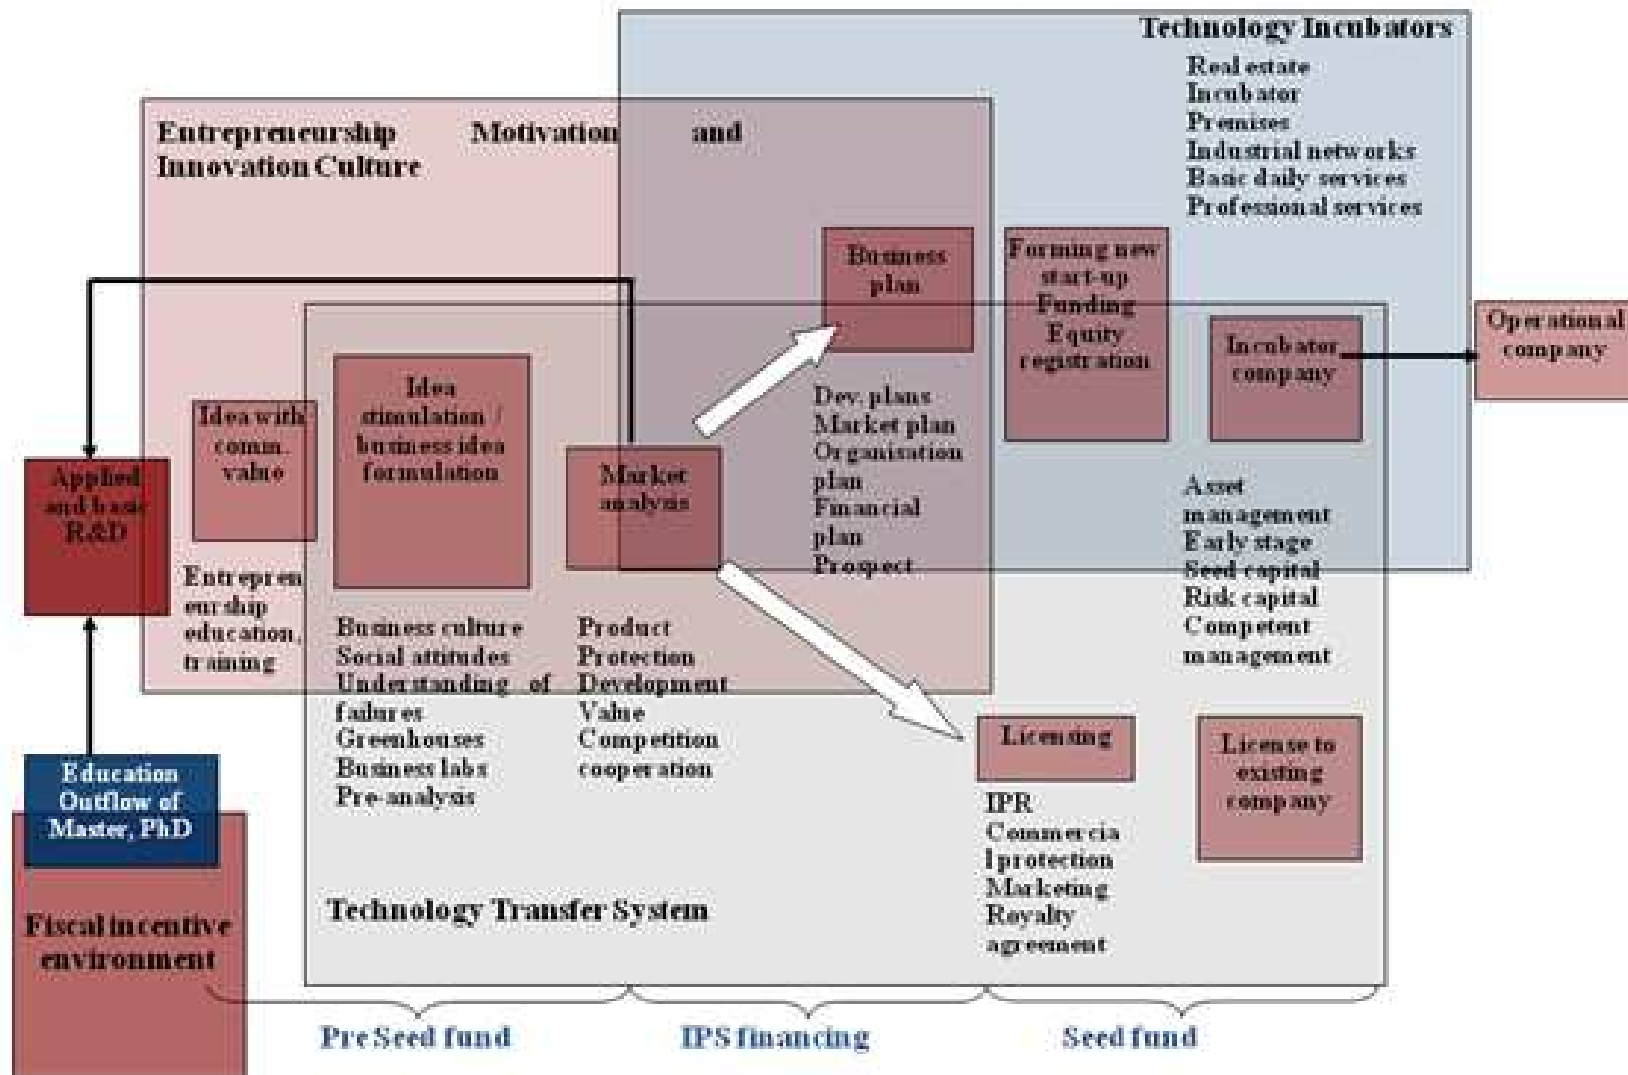 Technology Incubators
Real estate
Incubator
Premises
Industrial networks
Basic daily services
Professional services
Entrepreneurship Motivation and
Innovation Culture
Business
plan
Forming new
start-up
Funding
Equity
registration
Incubator
company
Operational
company
Idea
stimulation /
business idea
formulation
Idea with
comm.
value
Market
analysis
Applied
and basic
R&D
Dev. plans
Market plan
Organisation
plan
Financial
plan
Prospect
Asset
management
Early stage
Seed capital
Risk capital
Competent
management
Entrepren
eurship
education,
training
Business culture
Social attitudes
Understanding of
failures
Greenhouses
Business labs
Pre-analysis
Product
Protection
Development
Value
Competition
cooperation
Licensing
IPR
Commercia
lprotection
Marketing
Royalty
agreement
License to
existing
company
Education
Outflow of
Master, PhD
Fiscal incentive
environment
Technology Transfer System
Pre Seed fund
IPS financing
Seed fund